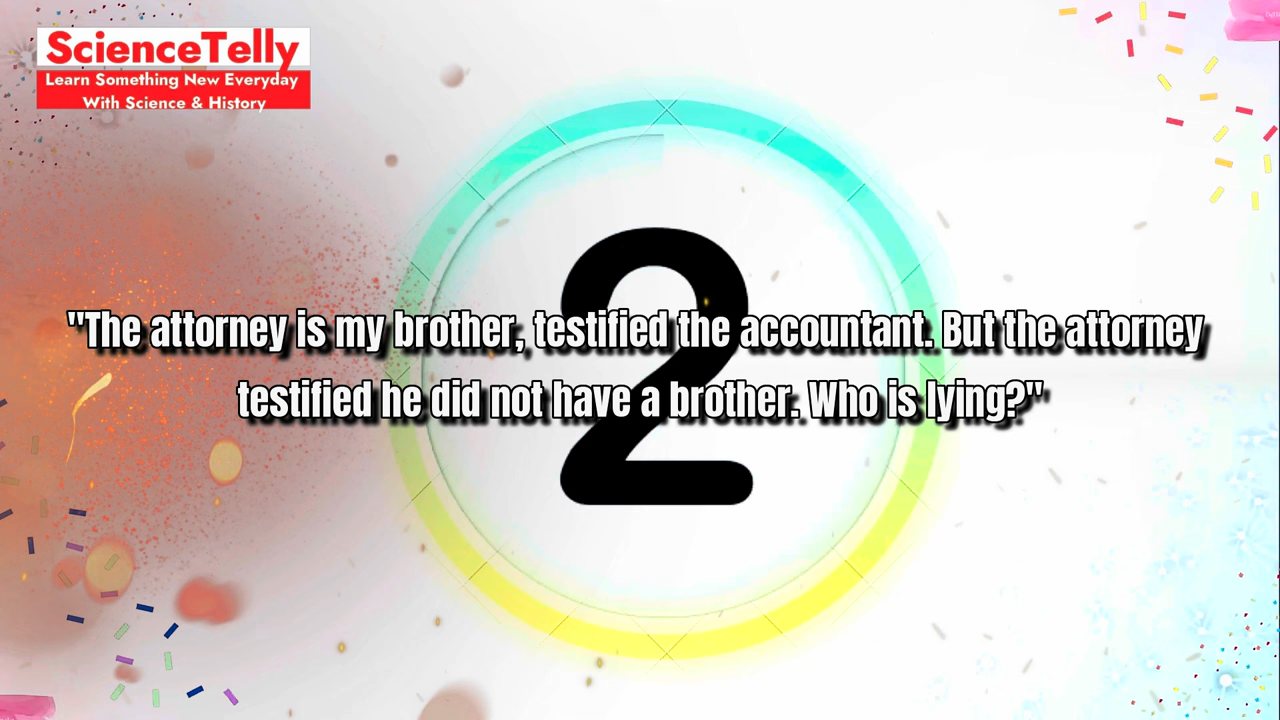 ScienceTelly
Learn Something New Everyday
With Science & History
2
"The attorney is my brother, testified the accountant. But the attorney
testified he did not have a brother. Who is lying?"